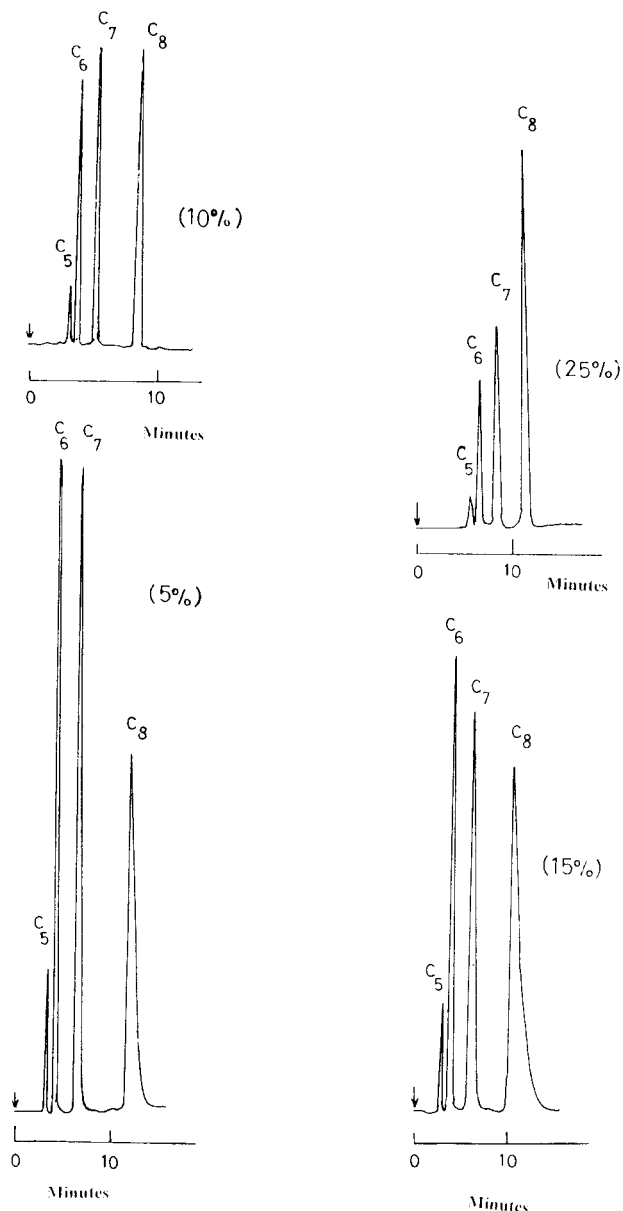 C₆ C₇ C₈
(10%)
C₅
0 10
Minutes
C₈
C₇
C₆
(25%)
C₅
0 10
Minutes
C₆ C₇
(5%)
C₈
C₅
0 10
Minutes
C₆
C₇
C₈
(15%)
C₅
0 10
Minutes